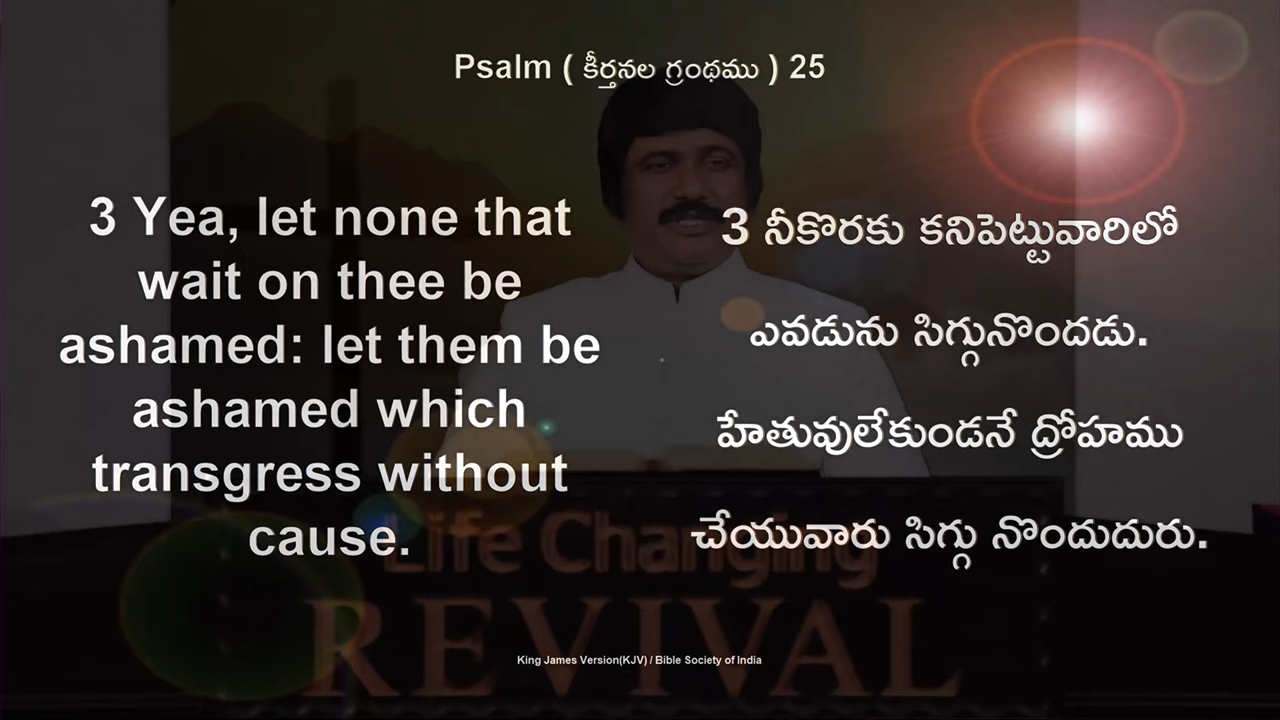 Psalm ( కీర్తనల గ్రంథము ) 25
3 Yea, let none that
wait on thee be
ashamed: let them be
ashamed which
transgress without
cause.
3 నీకొరకు కనిపెట్టువారిలో
ఎవడును సిగ్గునొందడు.
హేతువులేకుండనే ద్రోహము
చేయువారు సిగ్గు నొందుదురు.
Life Changing
REVIVAL
King James Version(KJV) / Bible Society of India